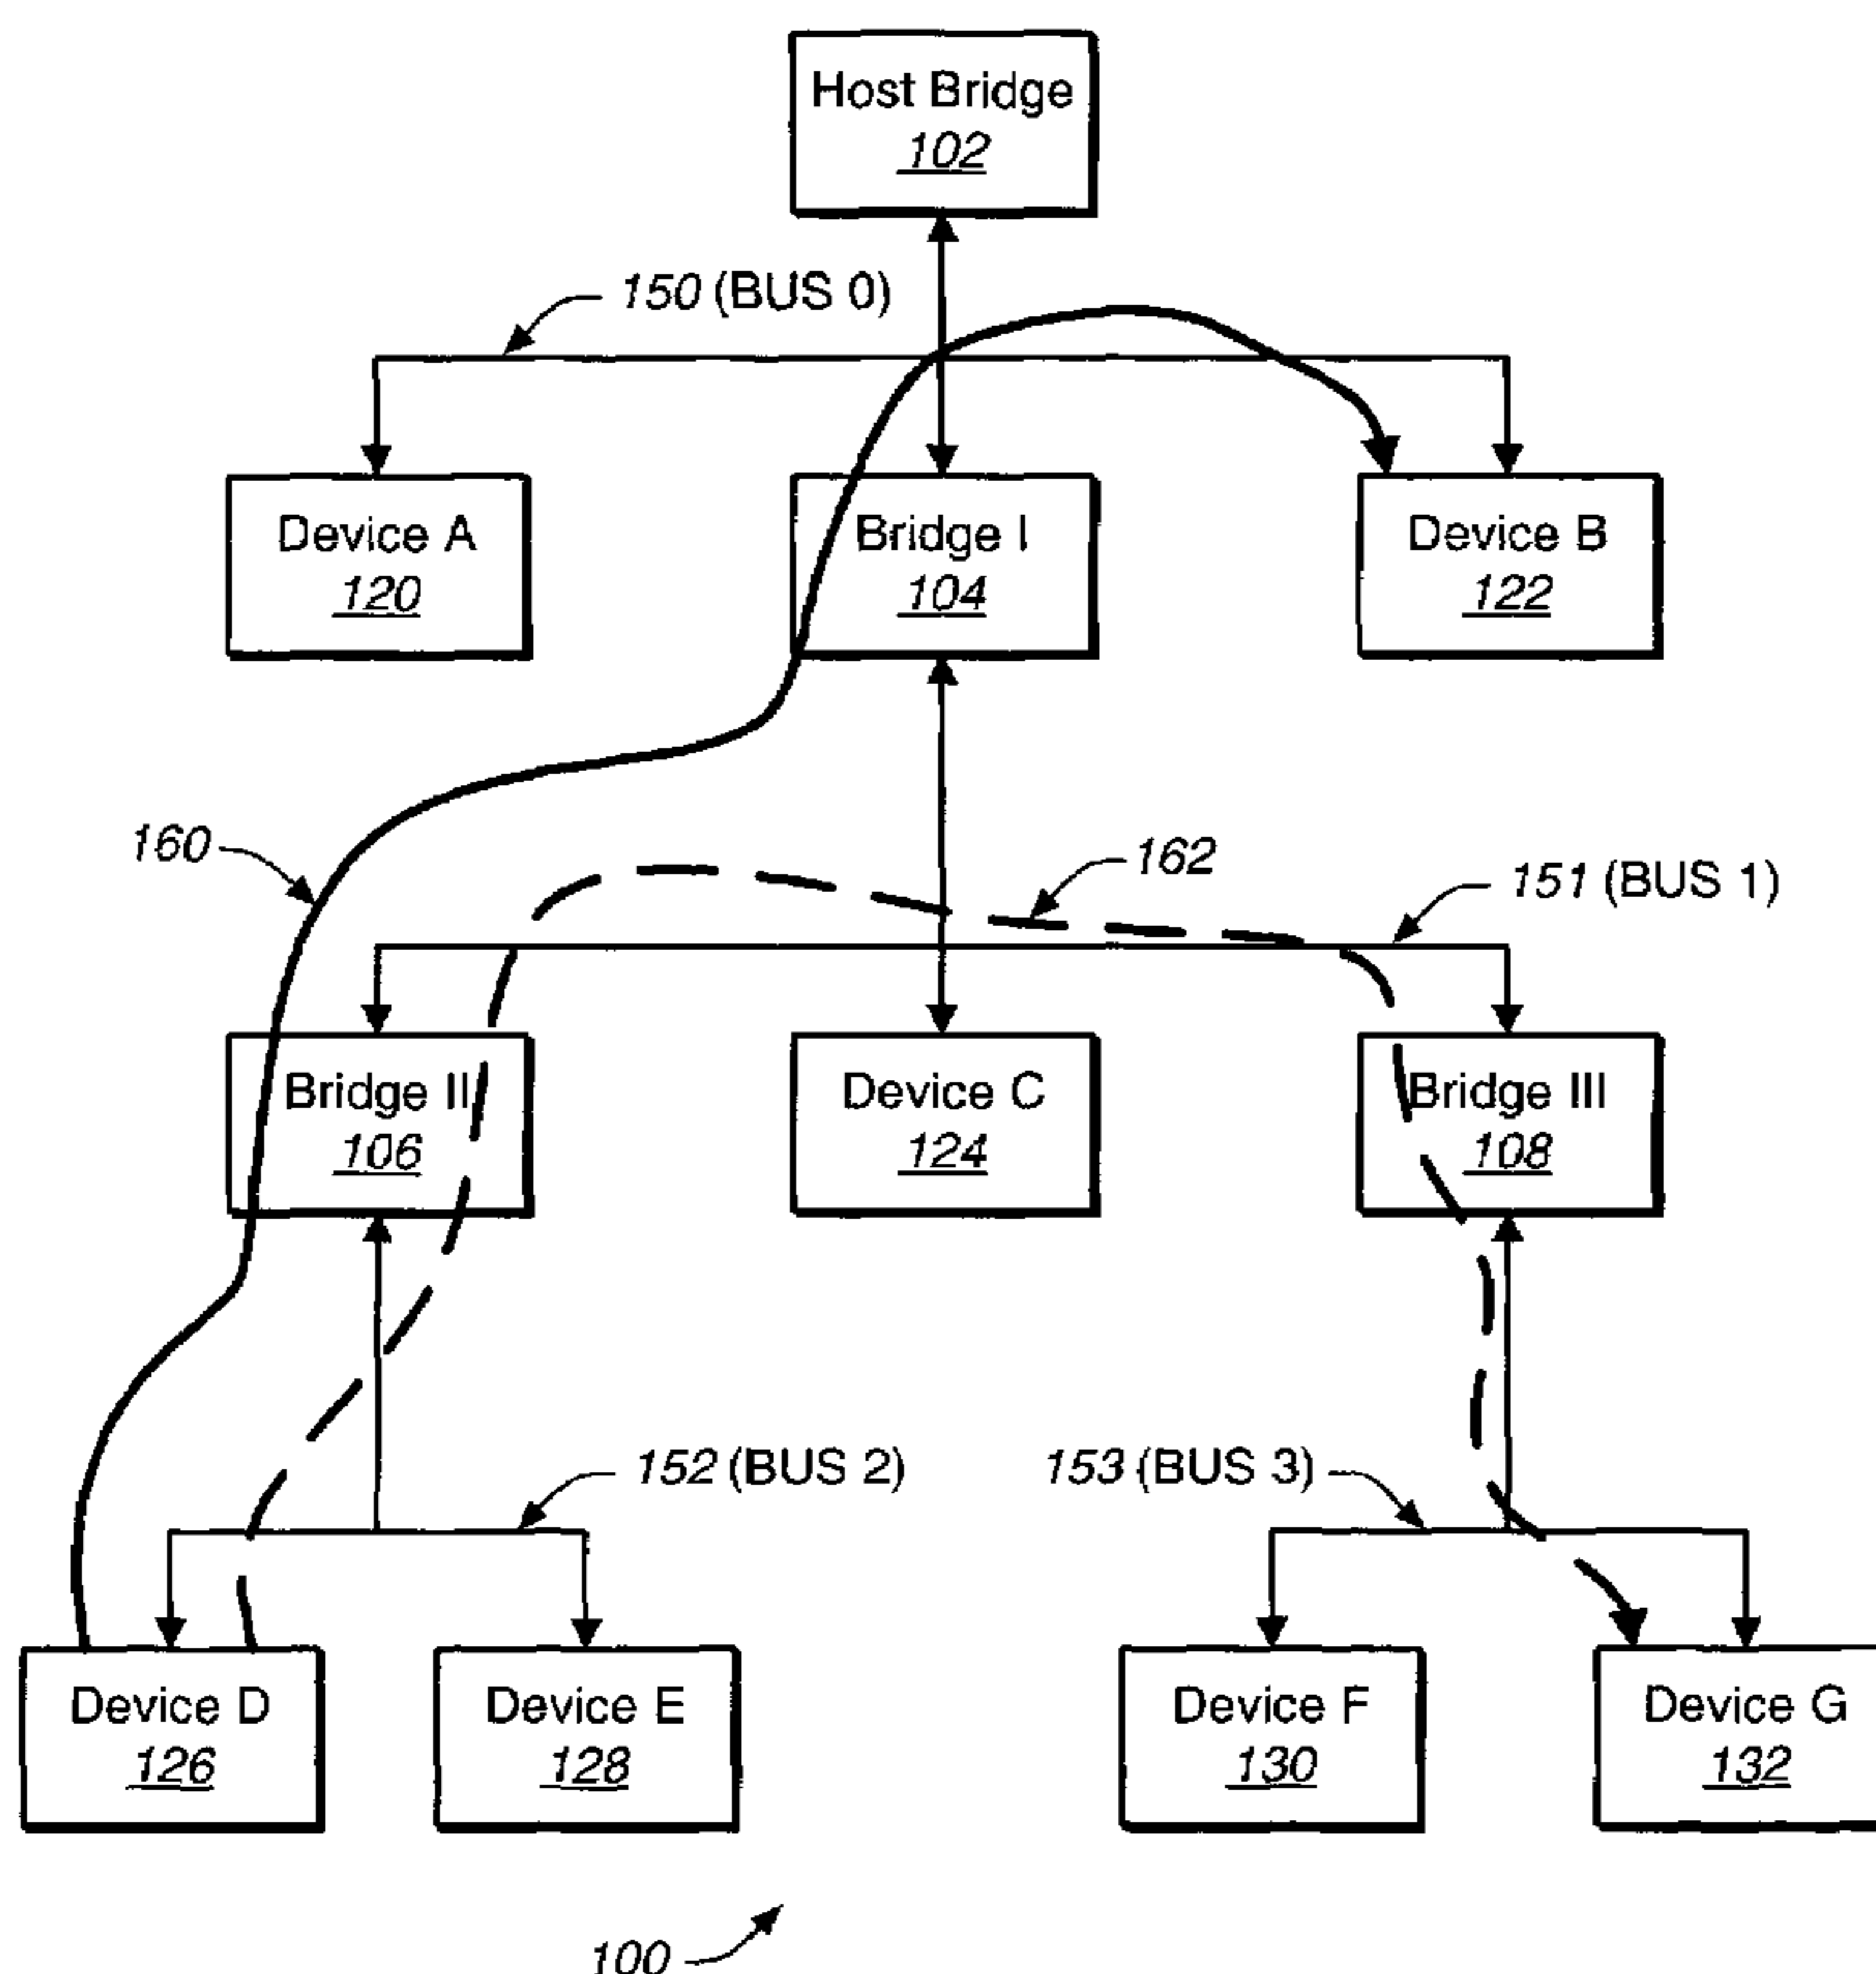 Host Bridge
102
150 (BUS 0)
Device A
120
Bridge I
104
Device B
122
160
162
151 (BUS 1)
Bridge II
106
Device C
124
Bridge III
108
152 (BUS 2)
153 (BUS 3)
Device D
126
Device E
128
Device F
130
Device G
132
100